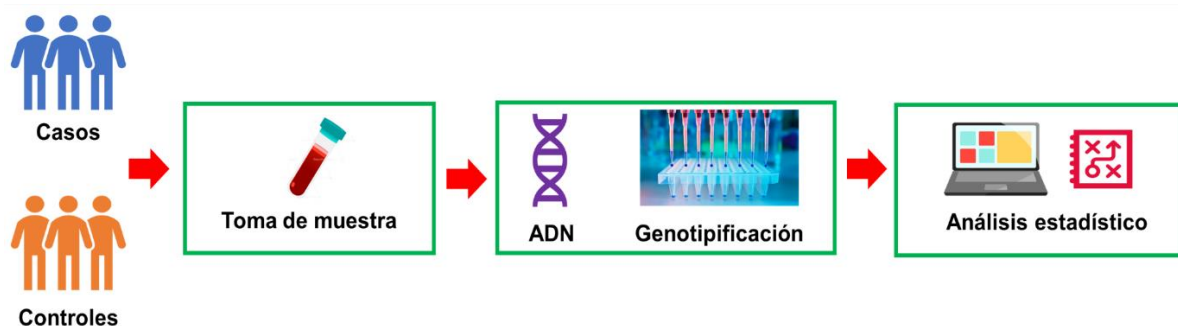 Casos
Controles
Toma de muestra
ADN
Genotipificación
Análisis estadístico